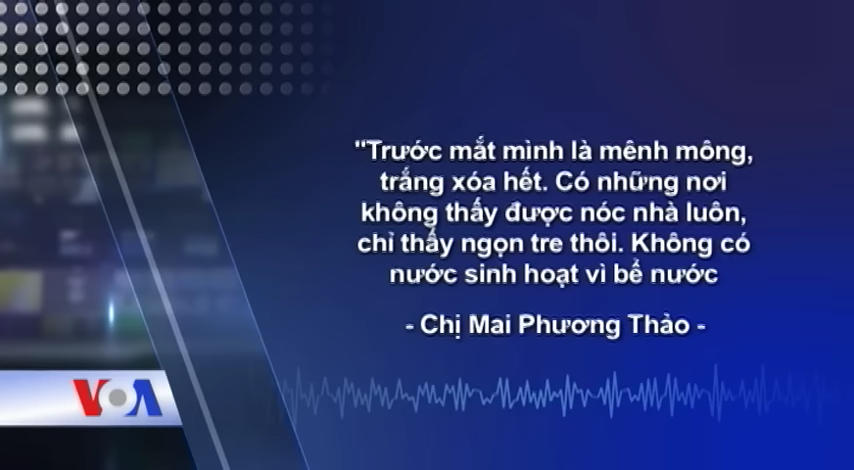 "Trước mắt mình là mênh mông,
trắng xóa hết. Có những nơi
không thấy được nóc nhà luôn,
chỉ thấy ngọn tre thôi. Không có
nước sinh hoạt vì bể nước
- Chị Mai Phương Thảo -
VOA